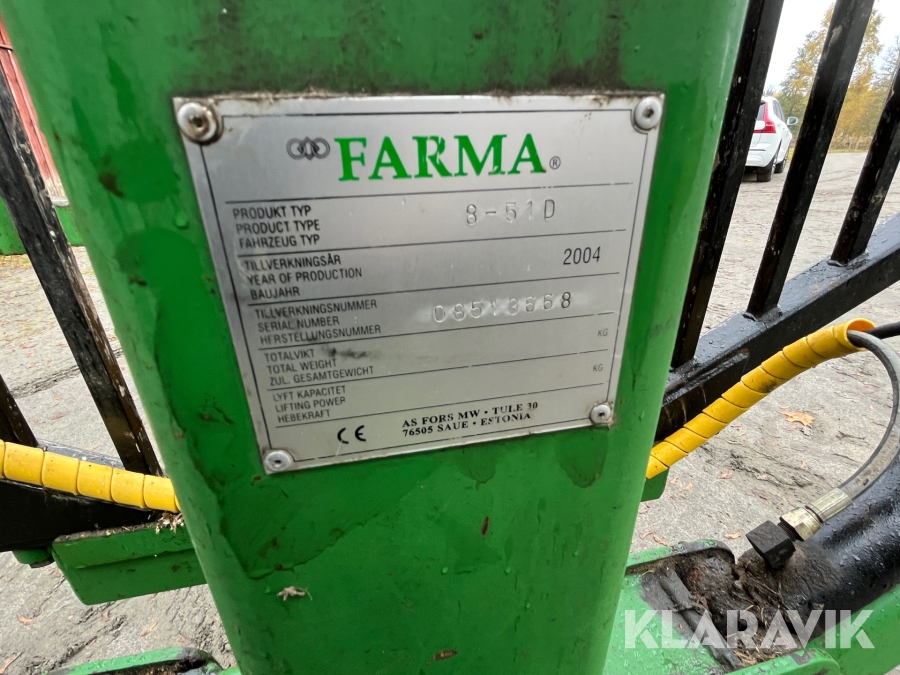 FARMA®
PRODUKT TYP
PRODUCT TYPE 8-51D
FAHRZEUG TYP
TILLVERKNINGSÅR
YEAR OF PRODUCTION 2004
BAUJAHR
TILLVERKNINGSNUMMER
SERIAL NUMBER
HERSTELLUNGSNUMMER
TOTALVIKT KG
TOTAL WEIGHT
ZUL. GESAMTGEWICHT
LYFT KAPACITET KG
LIFTING POWER
HEBEKRAFT
CE AS FORS MW · TULE 30
76505 SAUE · ESTONIA
KLARAVIK